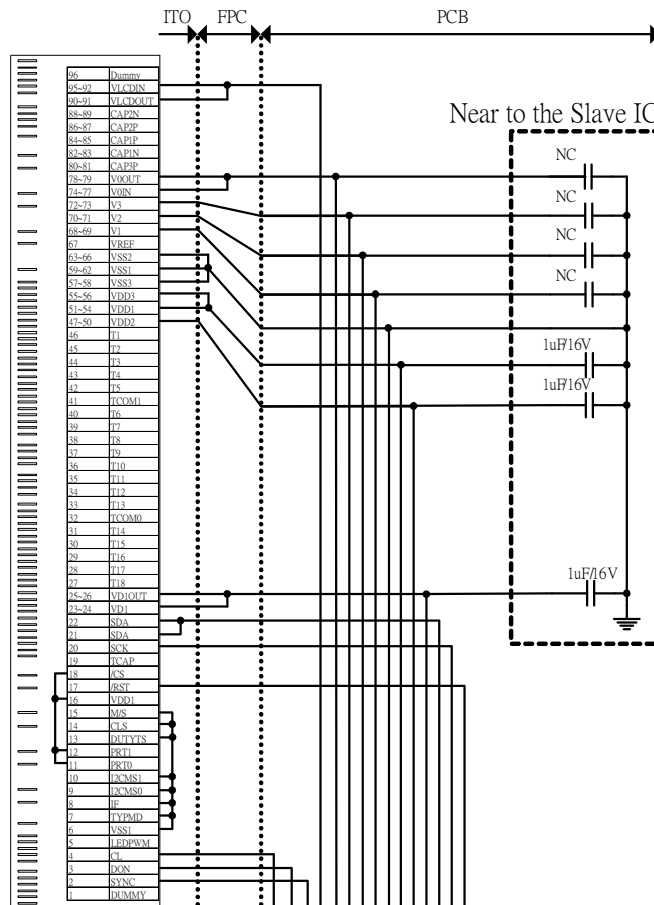 ITO FPC PCB
Near to the Slave IC
96 Dummy
95~92 VLCDIN
90~91 VLCDOUT
88~89 CAP2N
86~87 CAP2P
84~85 CAP1P
82~83 CAP1N
80~81 CAP3P
78~79 V0OUT
74~77 V0IN
72~73 V3
70~71 V2
68~69 V1
67 VREF
63~66 VSS2
59~62 VSS1
57~58 VSS3
55~56 VDD3
51~54 VDD1
47~50 VDD2
46 T1
45 T2
44 T3
43 T4
42 T5
41 TCOM1
40 T6
39 T7
38 T8
37 T9
36 T10
35 T11
34 T12
33 T13
32 TCOM0
31 T14
30 T15
29 T16
28 T17
27 T18
25~26 VD1OUT
23~24 VD1
22 SDA
21 SDA
20 SCK
19 TCAP
18 /CS
17 /RST
16 VDD1
15 M/S
14 CLS
13 DUTYTS
12 PRT1
11 PRT0
10 I2CMS1
9 I2CMS0
8 IF
7 TYPMD
6 VSS1
5 LEDPWM
4 CL
3 DON
2 SYNC
1 DUMMY
NC
NC
NC
NC
1uF/16V
1uF/16V
1uF/16V